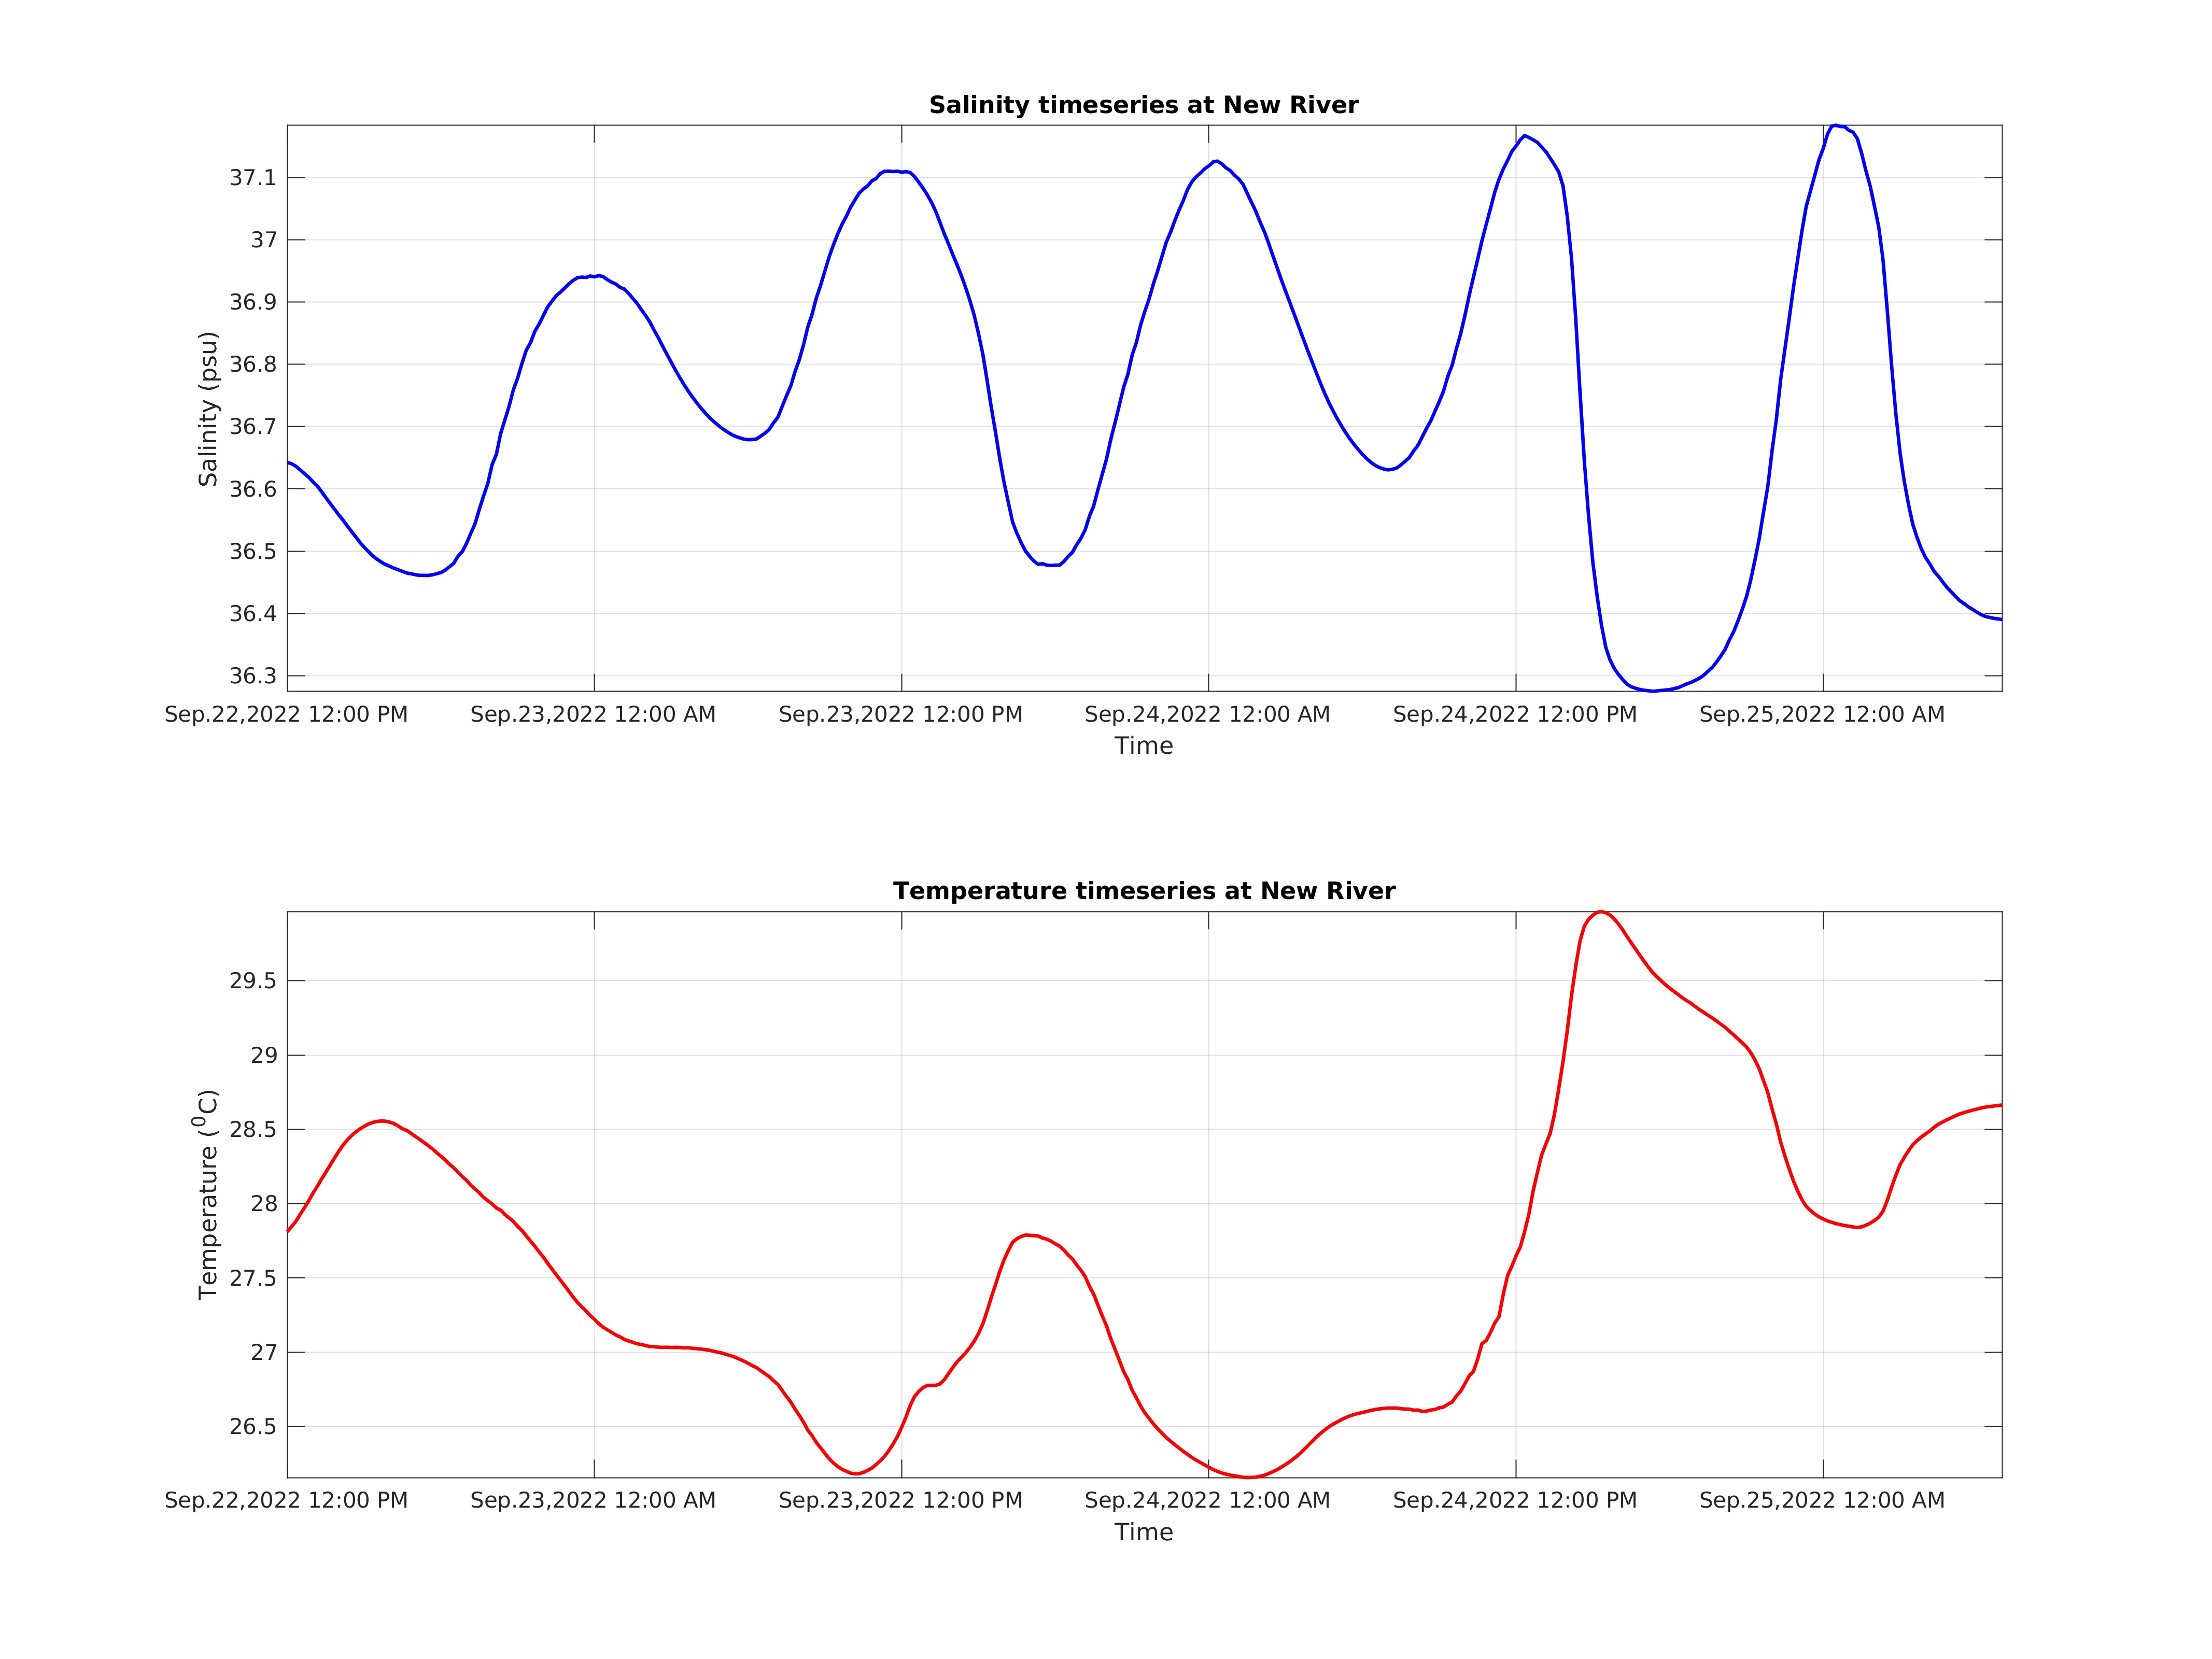 Salinity timeseries at New River
Salinity (psu)
37.1
37
36.9
36.8
36.7
36.6
36.5
36.4
36.3
Sep.22,2022 12:00 PM Sep.23,2022 12:00 AM Sep.23,2022 12:00 PM Sep.24,2022 12:00 AM Sep.24,2022 12:00 PM Sep.25,2022 12:00 AM
Time
Temperature timeseries at New River
Temperature (⁰C)
29.5
29
28.5
28
27.5
27
26.5
Sep.22,2022 12:00 PM Sep.23,2022 12:00 AM Sep.23,2022 12:00 PM Sep.24,2022 12:00 AM Sep.24,2022 12:00 PM Sep.25,2022 12:00 AM
Time